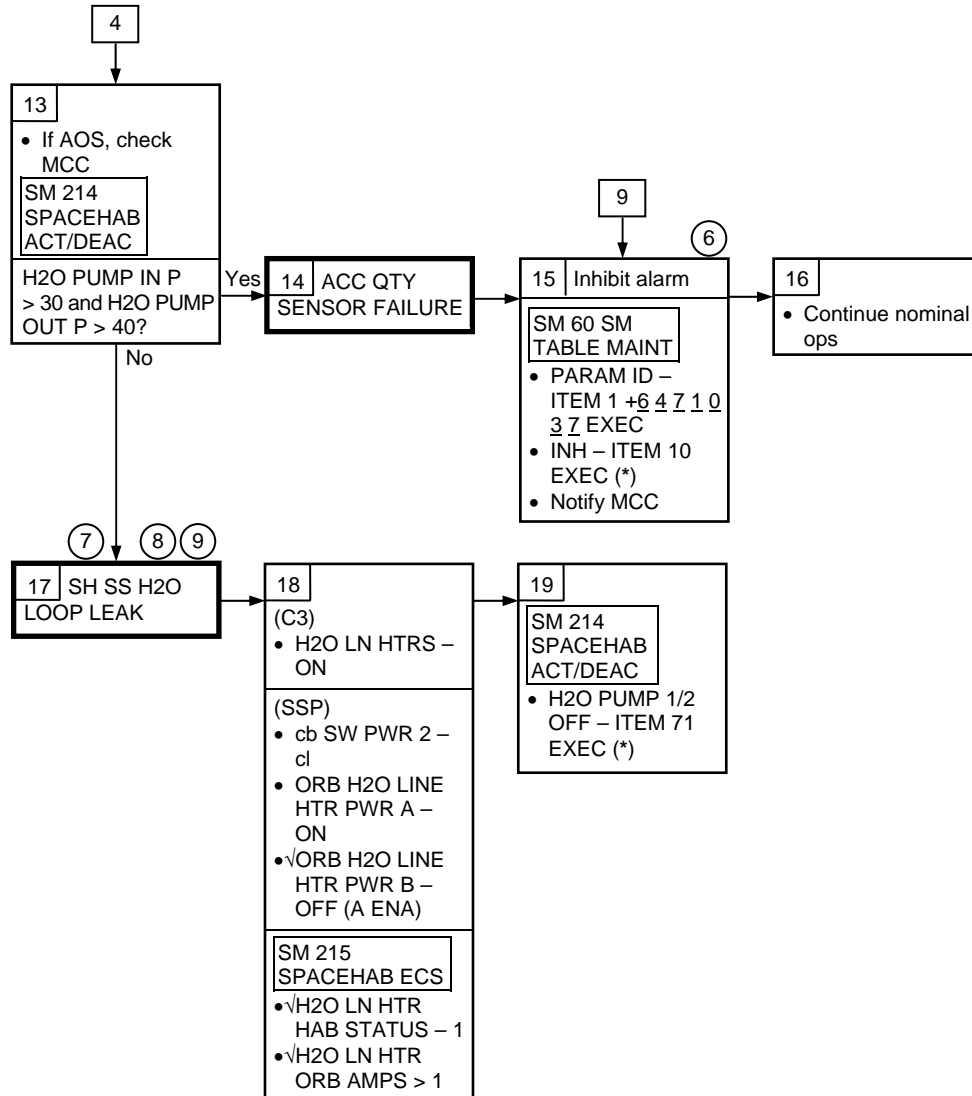 4
13
• If AOS, check
MCC
SM 214
SPACEHAB
ACT/DEAC
H2O PUMP IN P
> 30 and H2O PUMP
OUT P > 40?
Yes
No
14 ACC QTY
SENSOR FAILURE
9
6
15 Inhibit alarm
SM 60 SM
TABLE MAINT
• PARAM ID –
ITEM 1 +6 4 7 1 0
3 7 EXEC
• INH – ITEM 10
EXEC (*)
• Notify MCC
16
• Continue nominal
ops
7 8 9
17 SH SS H2O
LOOP LEAK
18
(C3)
• H2O LN HTRS –
ON
(SSP)
• cb SW PWR 2 –
cl
• ORB H2O LINE
HTR PWR A –
ON
•√ORB H2O LINE
HTR PWR B –
OFF (A ENA)
SM 215
SPACEHAB ECS
•√H2O LN HTR
HAB STATUS – 1
•√H2O LN HTR
ORB AMPS > 1
19
SM 214
SPACEHAB
ACT/DEAC
• H2O PUMP 1/2
OFF – ITEM 71
EXEC (*)